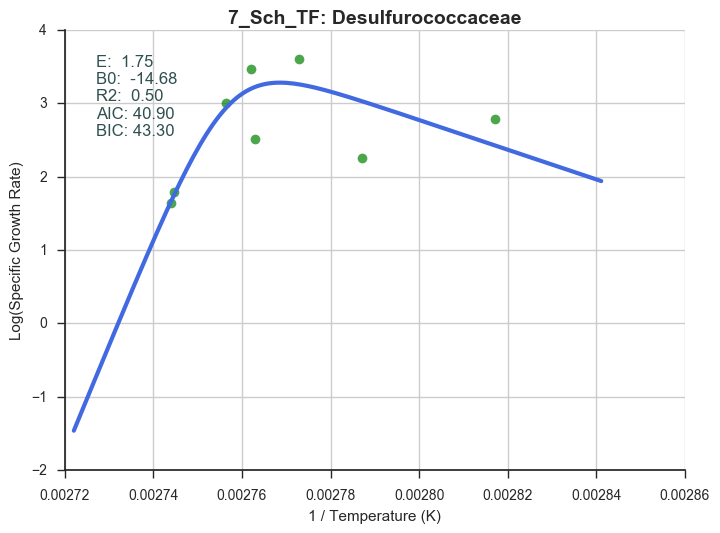 7_Sch_TF: Desulfurococcaceae
E:  1.75
B0:  -14.68
R2:  0.50
AIC: 40.90
BIC: 43.30
Log(Specific Growth Rate)
4
3
2
1
0
−1
−2
0.00272 0.00274 0.00276 0.00278 0.00280 0.00282 0.00284 0.00286
1 / Temperature (K)